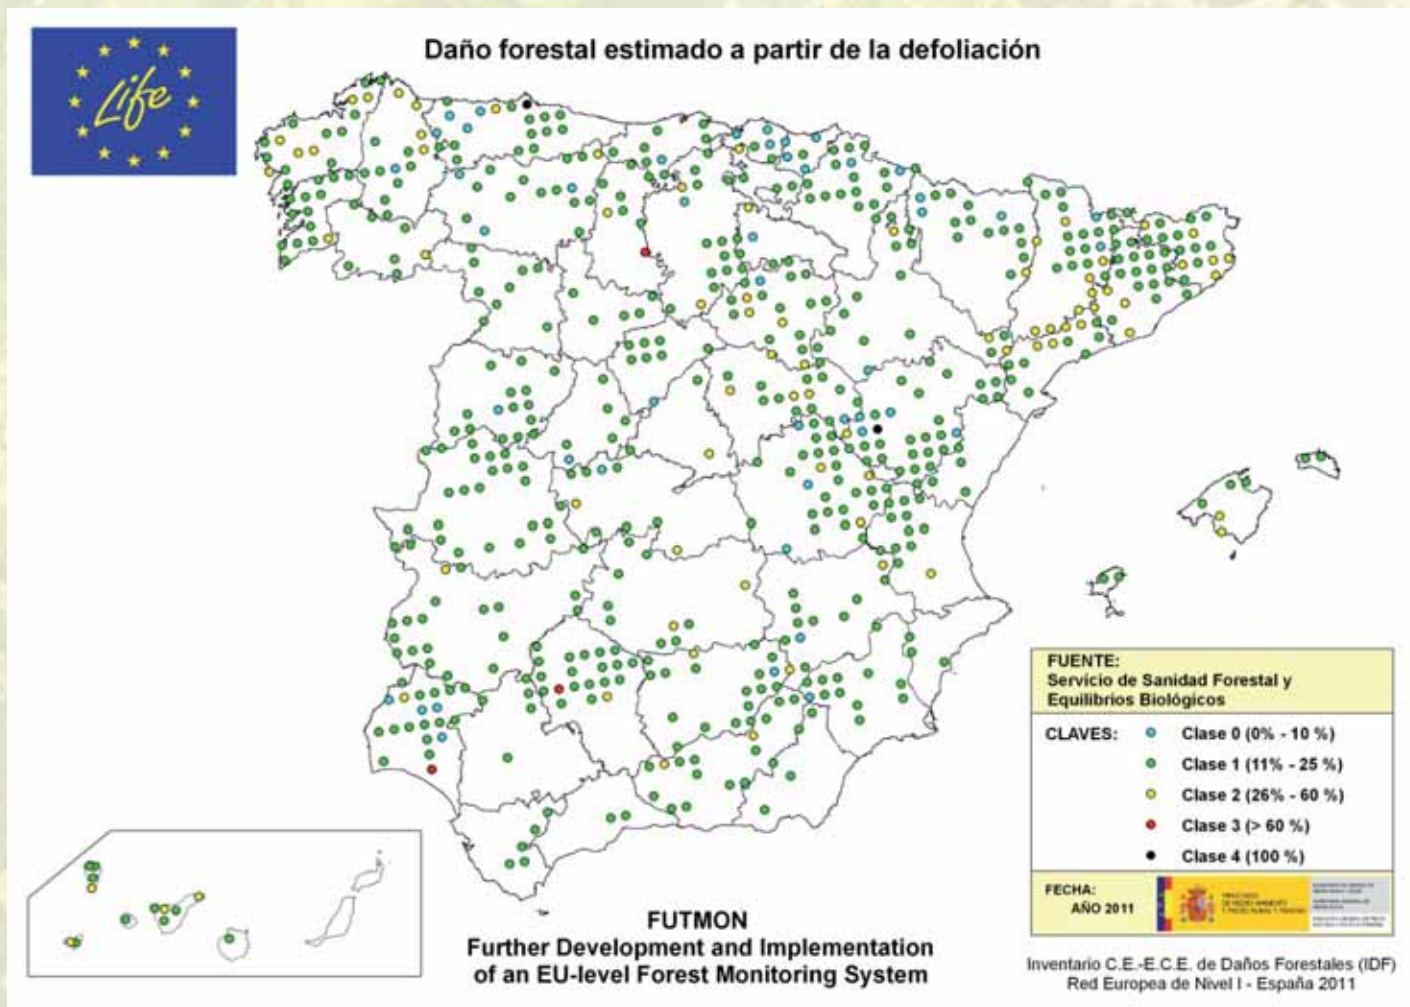 Life
Daño forestal estimado a partir de la defoliación
FUENTE:
Servicio de Sanidad Forestal y
Equilibrios Biológicos
CLAVES:
Clase 0 (0% - 10 %)
Clase 1 (11% - 25 %)
Clase 2 (26% - 60 %)
Clase 3 (> 60 %)
Clase 4 (100 %)
FECHA:
AÑO 2011
FUTMON
Further Development and Implementation
of an EU-level Forest Monitoring System
Inventario C.E.-E.C.E. de Daños Forestales (IDF)
Red Europea de Nivel I - España 2011